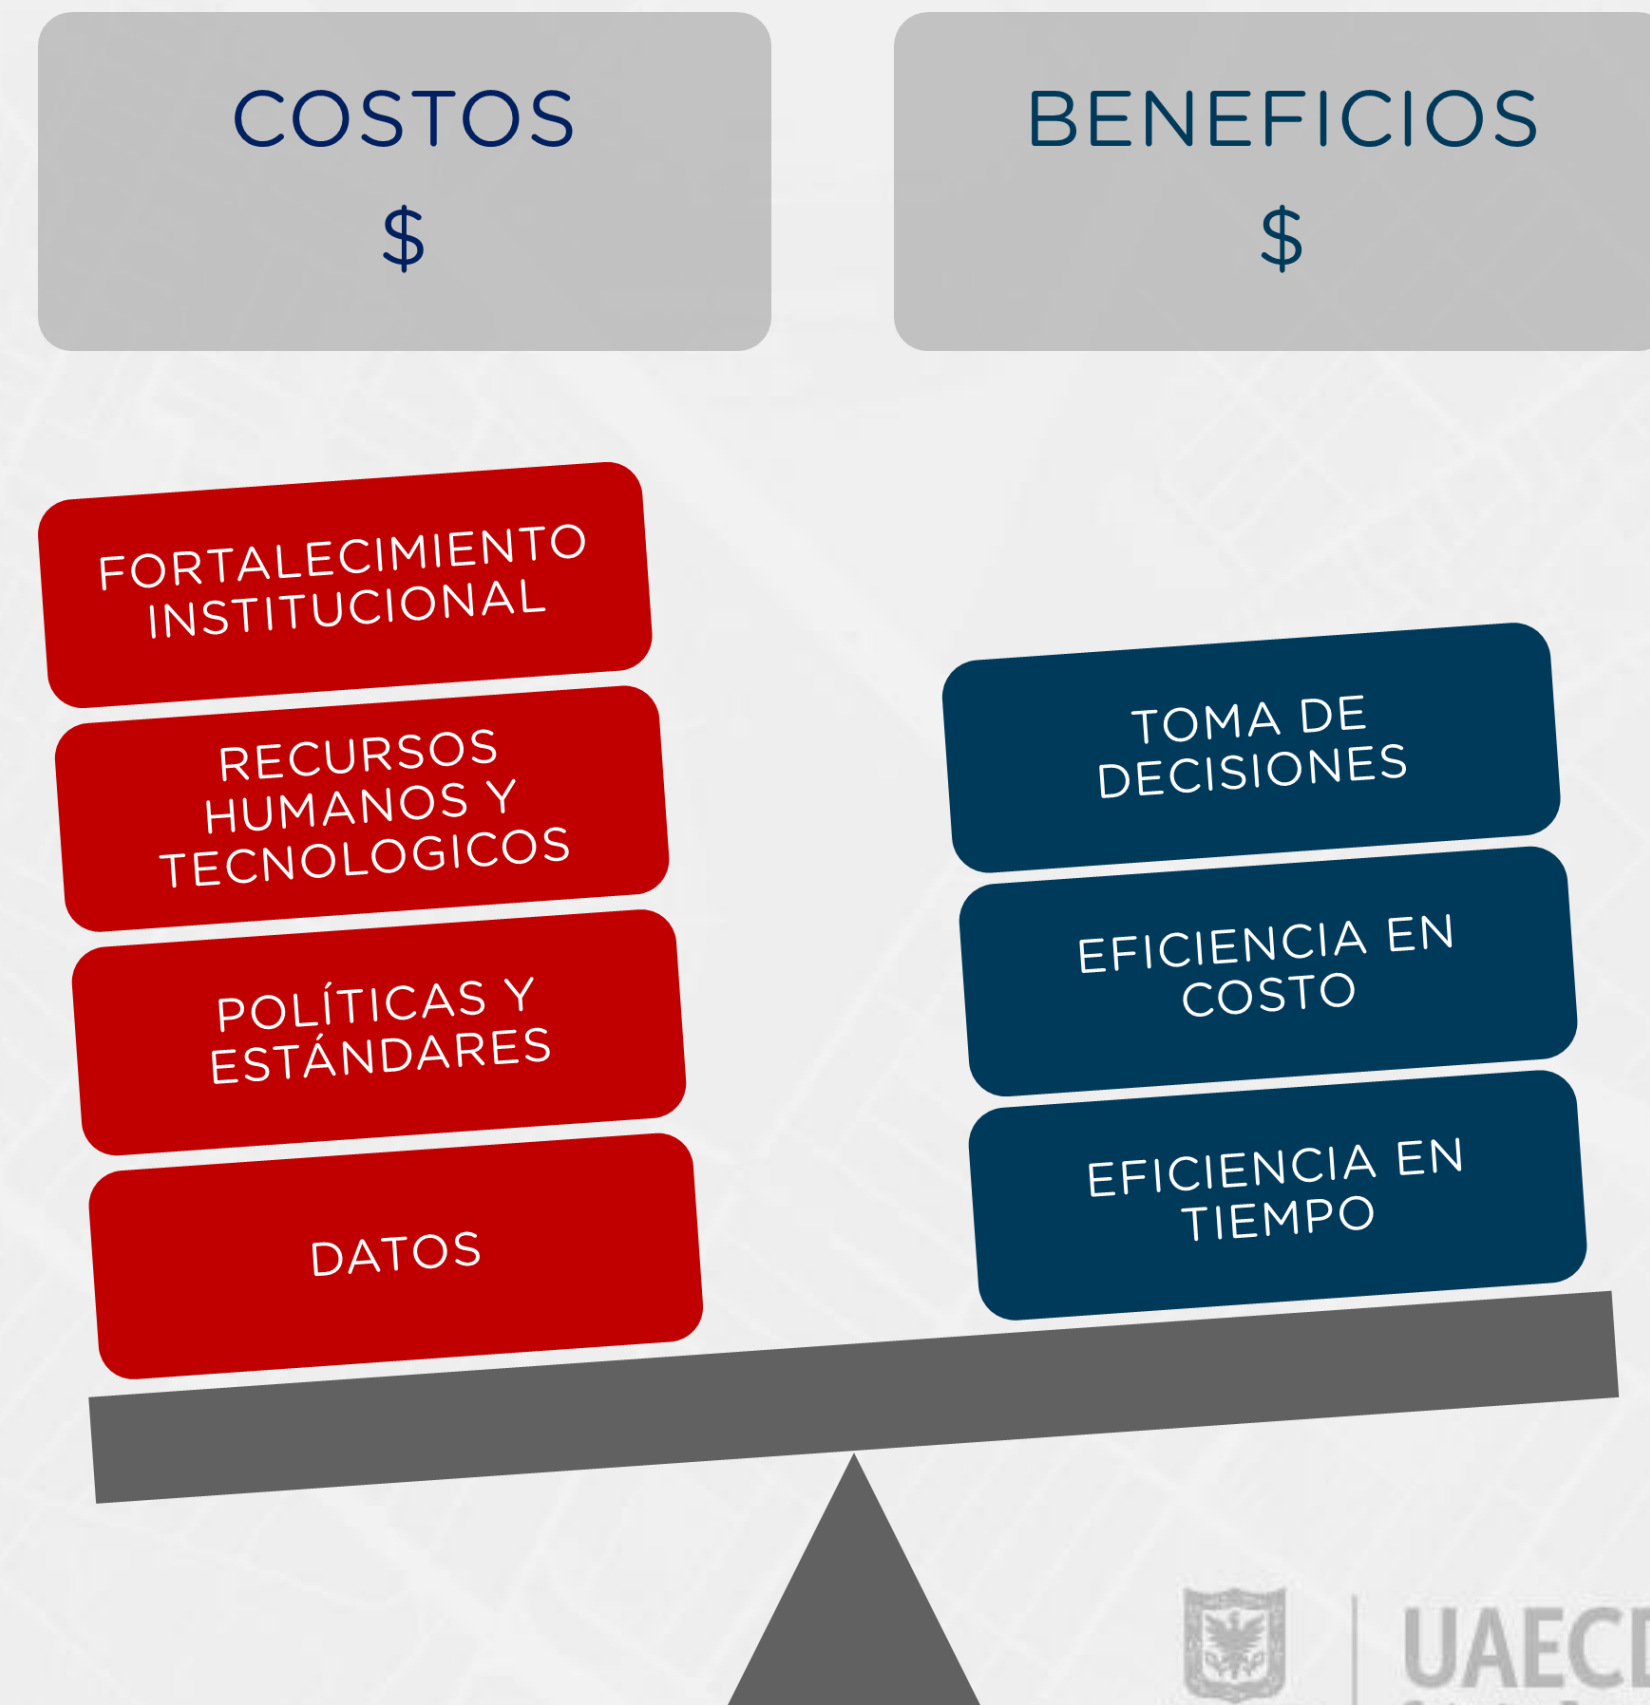 COSTOS
$
BENEFICIOS
$
FORTALECIMIENTO
INSTITUCIONAL
RECURSOS
HUMANOS Y
TECNOLOGICOS
POLÍTICAS Y
ESTÁNDARES
DATOS
TOMA DE
DECISIONES
EFICIENCIA EN
COSTO
EFICIENCIA EN
TIEMPO
UAECD